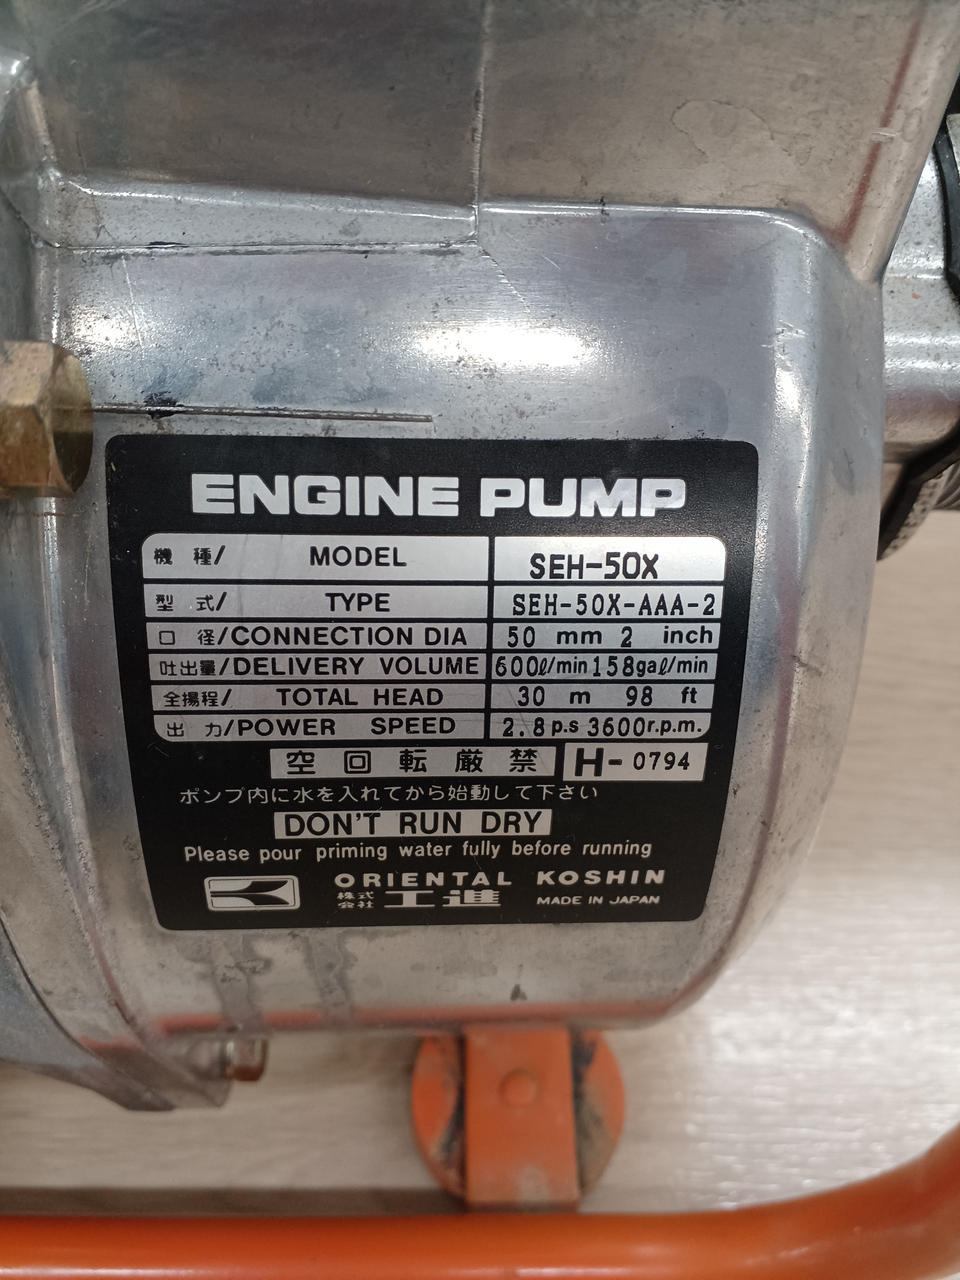 ENGINE PUMP
機 種/ MODEL SEH-50X
型 式/ TYPE SEH-50X-AAA-2
口 径/CONNECTION DIA 50 mm 2 inch
吐出量/DELIVERY VOLUME 600ℓ/min 158gaℓ/min
全揚程/ TOTAL HEAD 30 m 98 ft
出 力/POWER SPEED 2.8p.s 3600r.p.m.
空回転厳禁 H-0794
ポンプ内に水を入れてから始動して下さい
DON'T RUN DRY
Please pour priming water fully before running
ORIENTAL KOSHIN
株式会社 工進 MADE IN JAPAN